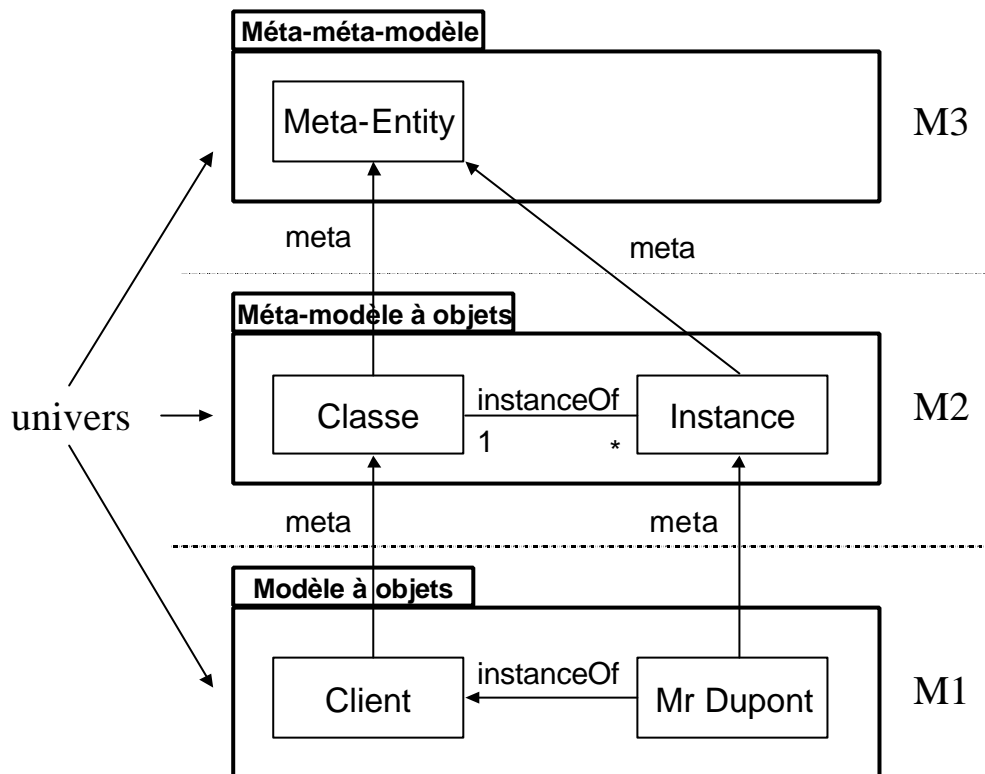 Méta-méta-modèle
Meta-Entity
M3
meta
meta
Méta-modèle à objets
univers
Classe
instanceOf
1
*
Instance
M2
meta
meta
Modèle à objets
Client
instanceOf
Mr Dupont
M1